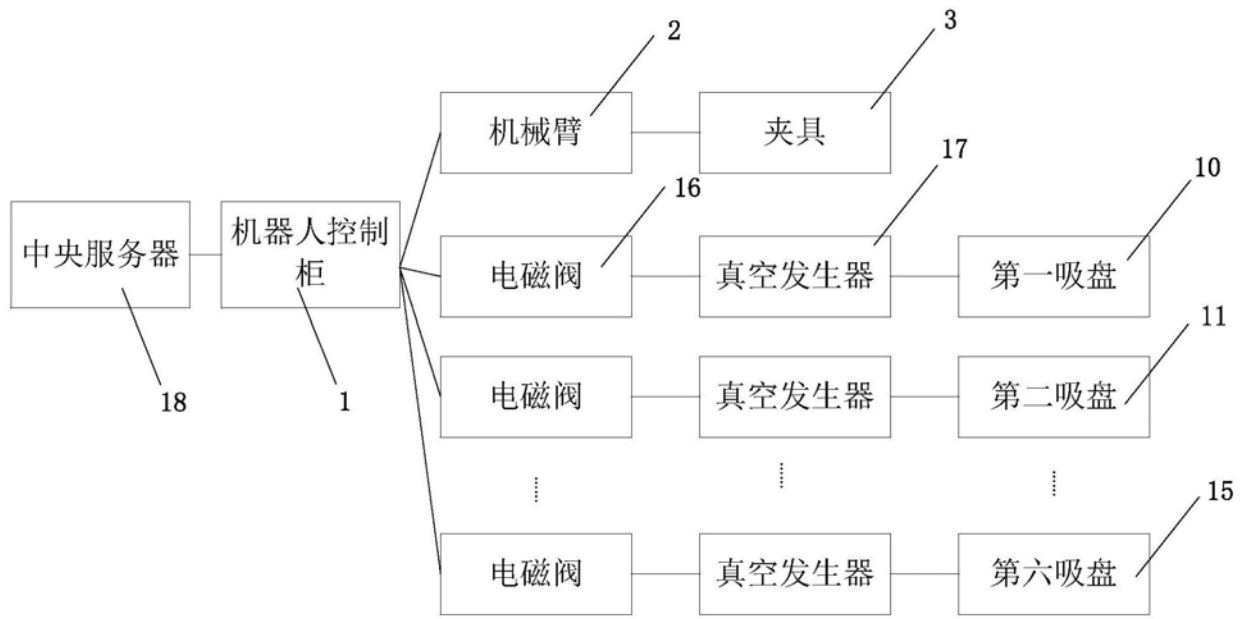 2
3
机械臂
夹具
16
17
10
中央服务器
机器人控制
柜
电磁阀
真空发生器
第一吸盘
11
18
1
电磁阀
真空发生器
第二吸盘
15
电磁阀
真空发生器
第六吸盘